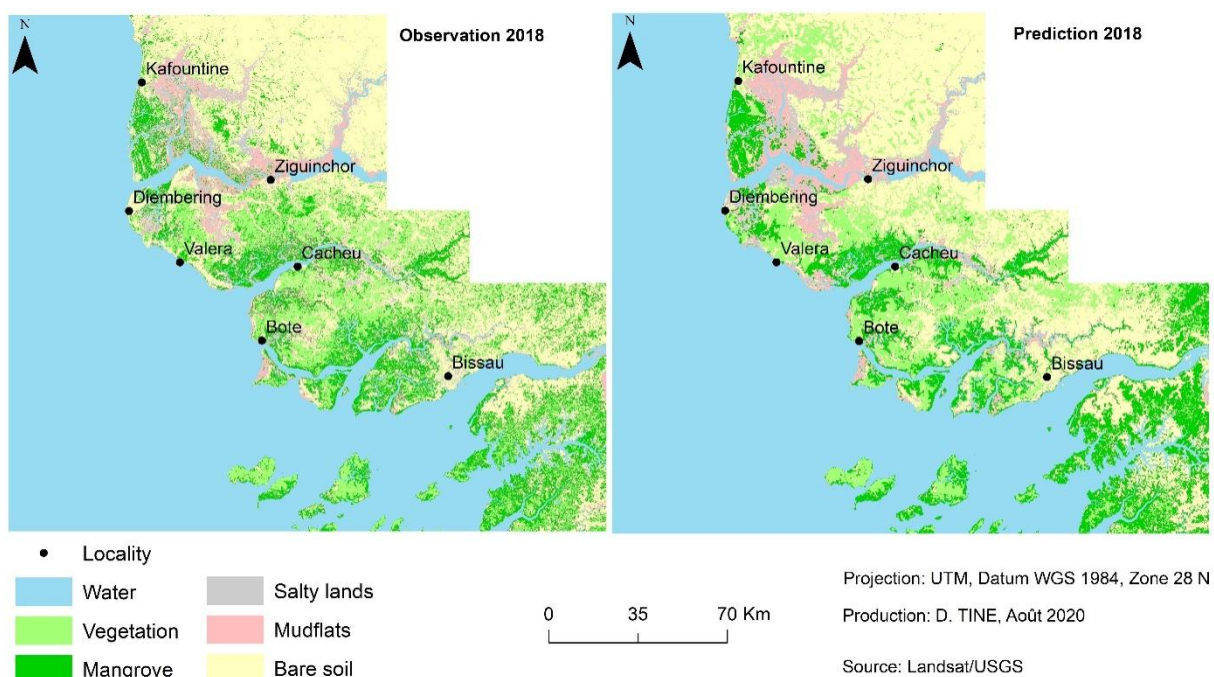 N
Observation 2018
Kafountine
Ziguinchor
Diembering
Valera
Cacheu
Bote
Bissau
N
Prediction 2018
Kafountine
Ziguinchor
Diembering
Valera
Cacheu
Bote
Bissau
Locality
Water
Vegetation
Mangrove
Salty lands
Mudflats
Bare soil
0 35 70 Km
Projection: UTM, Datum WGS 1984, Zone 28 N
Production: D. TINE, Août 2020
Source: Landsat/USGS